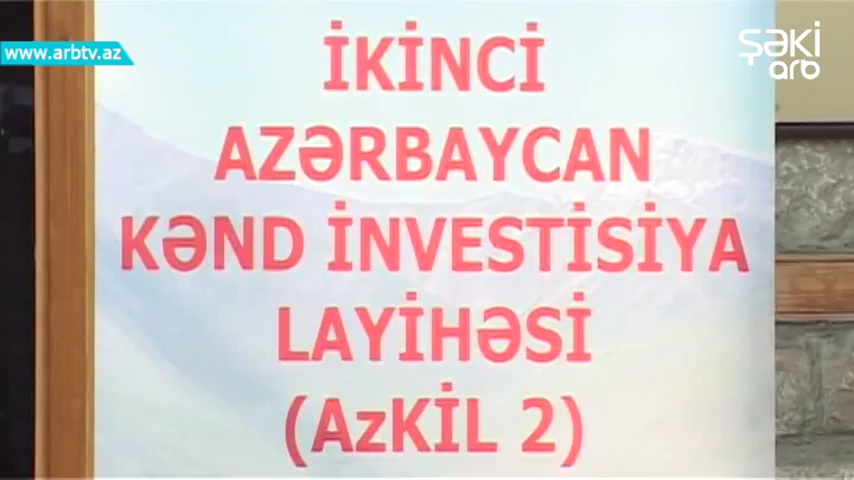 www.arbtv.az
ŞƏKİ
arb
İKİNCİ
AZƏRBAYCAN
KƏND İNVESTİSİYA
LAYİHƏSİ
(AzKİL 2)